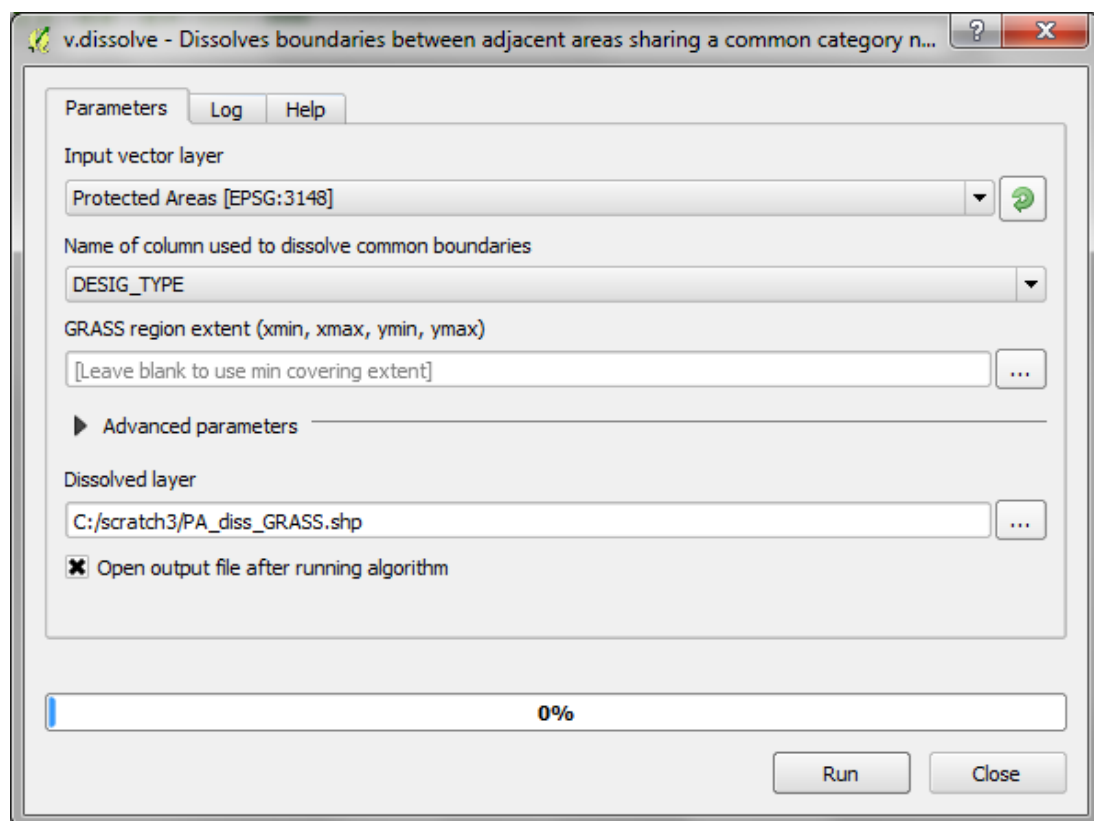 v.dissolve - Dissolves boundaries between adjacent areas sharing a common category n...
Parameters Log Help
Input vector layer
Protected Areas [EPSG:3148]
Name of column used to dissolve common boundaries
DESIG_TYPE
GRASS region extent (xmin, xmax, ymin, ymax)
[Leave blank to use min covering extent]
...
Advanced parameters
Dissolved layer
C:/scratch3/PA_diss_GRASS.shp
...
Open output file after running algorithm
0%
Run Close